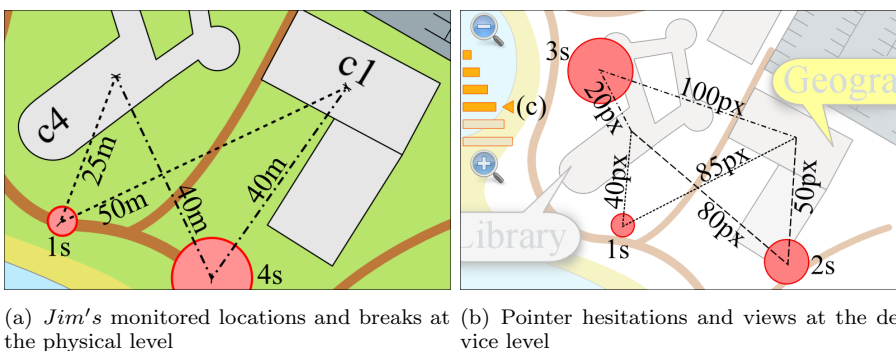 c1
c4
25m
50m
40m
40m
1s
4s
3s
20px
100px
(c)
Geogra
40px
85px
50px
80px
Library
1s
2s
(a) Jim's monitored locations and breaks at the physical level
(b) Pointer hesitations and views at the de-
vice level